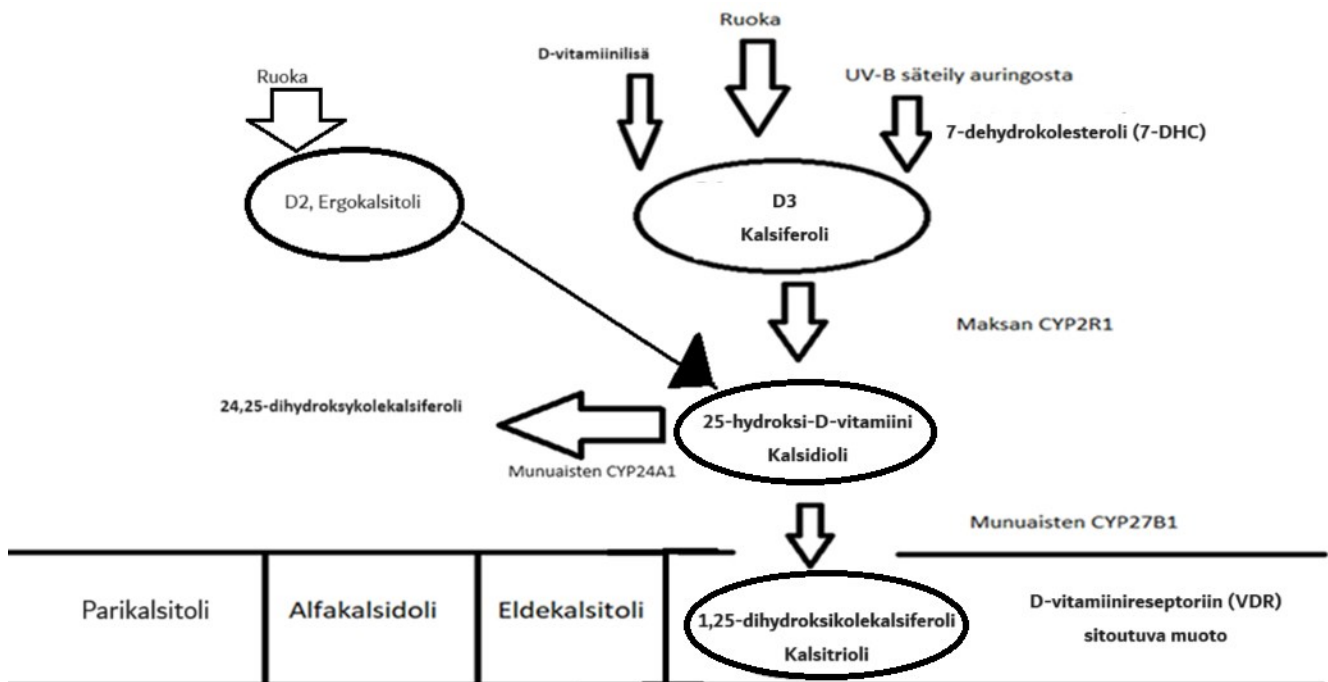 Ruoka
D-vitamiinilisä
Ruoka
UV-B säteily auringosta
7-dehydrokolesteroli (7-DHC)
D2, Ergokalsitoli
D3
Kalsiferoli
Maksan CYP2R1
24,25-dihydroksykolekalsiferoli
25-hydroksi-D-vitamiini
Kalsidioli
Munuaisten CYP24A1
Munuaisten CYP27B1
Parikalsitoli
Alfakalsidoli
Eldekalsitoli
1,25-dihydroksikolekalsiferoli
Kalsitrioli
D-vitamiinireseptoriin (VDR)
sitoutuva muoto